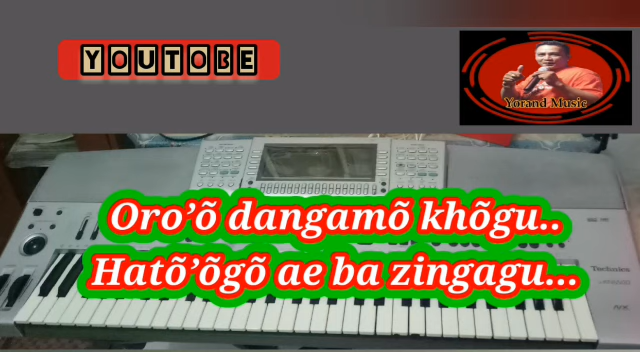 YOUTOBE
Yorand Music
Oro'õ dangamõ khõgu..
Hatõ'õgõ ae ba zingagu...
Technics